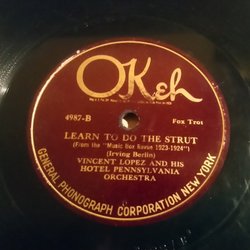 OKeh
4987-B
Fox Trot
LEARN TO DO THE STRUT
(From the "Music Box Revue 1923-1924")
(Irving Berlin)
VINCENT LOPEZ AND HIS
HOTEL PENNSYLVANIA
ORCHESTRA
GENERAL PHONOGRAPH CORPORATION NEW YORK